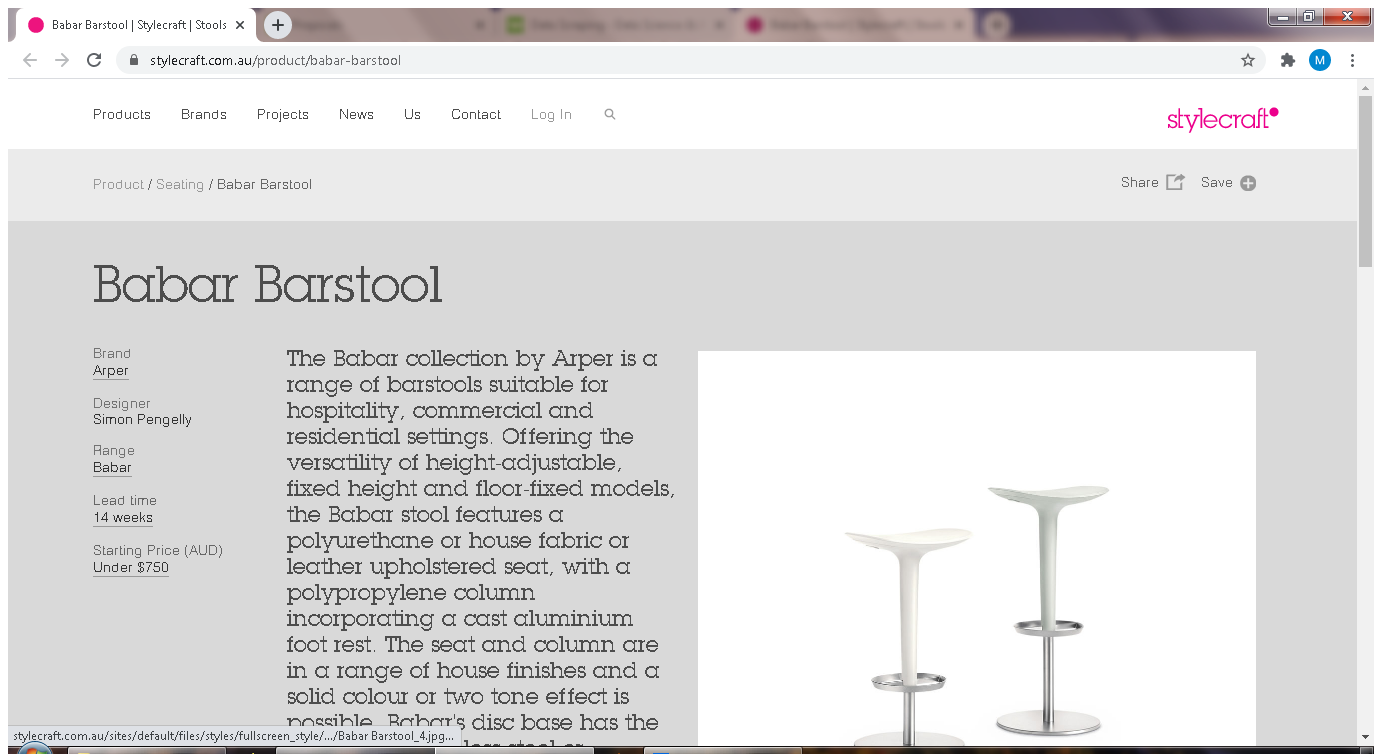 Babar Barstool | Stylecraft | Stools
stylecraft.com.au/product/babar-barstool
M
Products Brands Projects News Us Contact Log In
stylecraft
Product / Seating / Babar Barstool
Share Save
Babar Barstool
Brand
Arper
Designer
Simon Pengelly
Range
Babar
Lead time
14 weeks
Starting Price (AUD)
Under $750
The Babar collection by Arper is a
range of barstools suitable for
hospitality, commercial and
residential settings. Offering the
versatility of height-adjustable,
fixed height and floor-fixed models,
the Babar stool features a
polyurethane or house fabric or
leather upholstered seat, with a
polypropylene column
incorporating a cast aluminium
foot rest. The seat and column are
in a range of house finishes and a
solid colour or two tone effect is
possible. Babar's disc base has the
stylecraft.com.au/sites/default/files/styles/fullscreen_style/.../Babar Barstool_4.jpg...